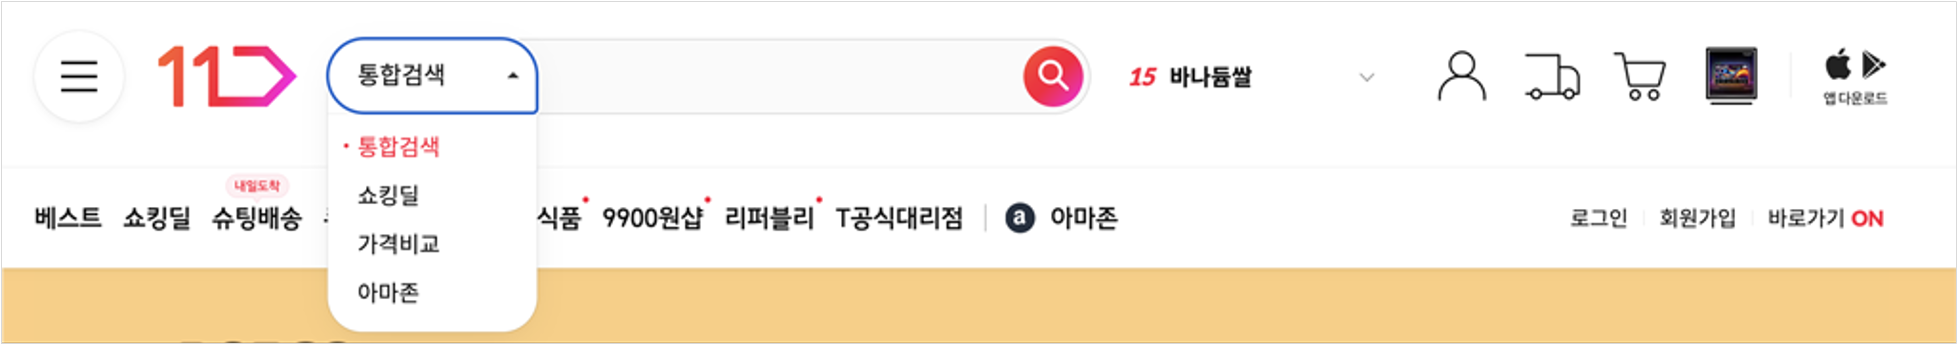 11
통합검색
15 바나듐쌀
앱 다운로드
통합검색
쇼킹딜
가격비교
아마존
내일도착
베스트 쇼킹딜 슈팅배송 식품 9900원샵 리퍼블리 T공식대리점 a 아마존
로그인 회원가입 바로가기 ON